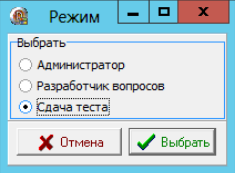 Режим
Выбрать
Администратор
Разработчик вопросов
Сдача теста
Отмена
Выбрать